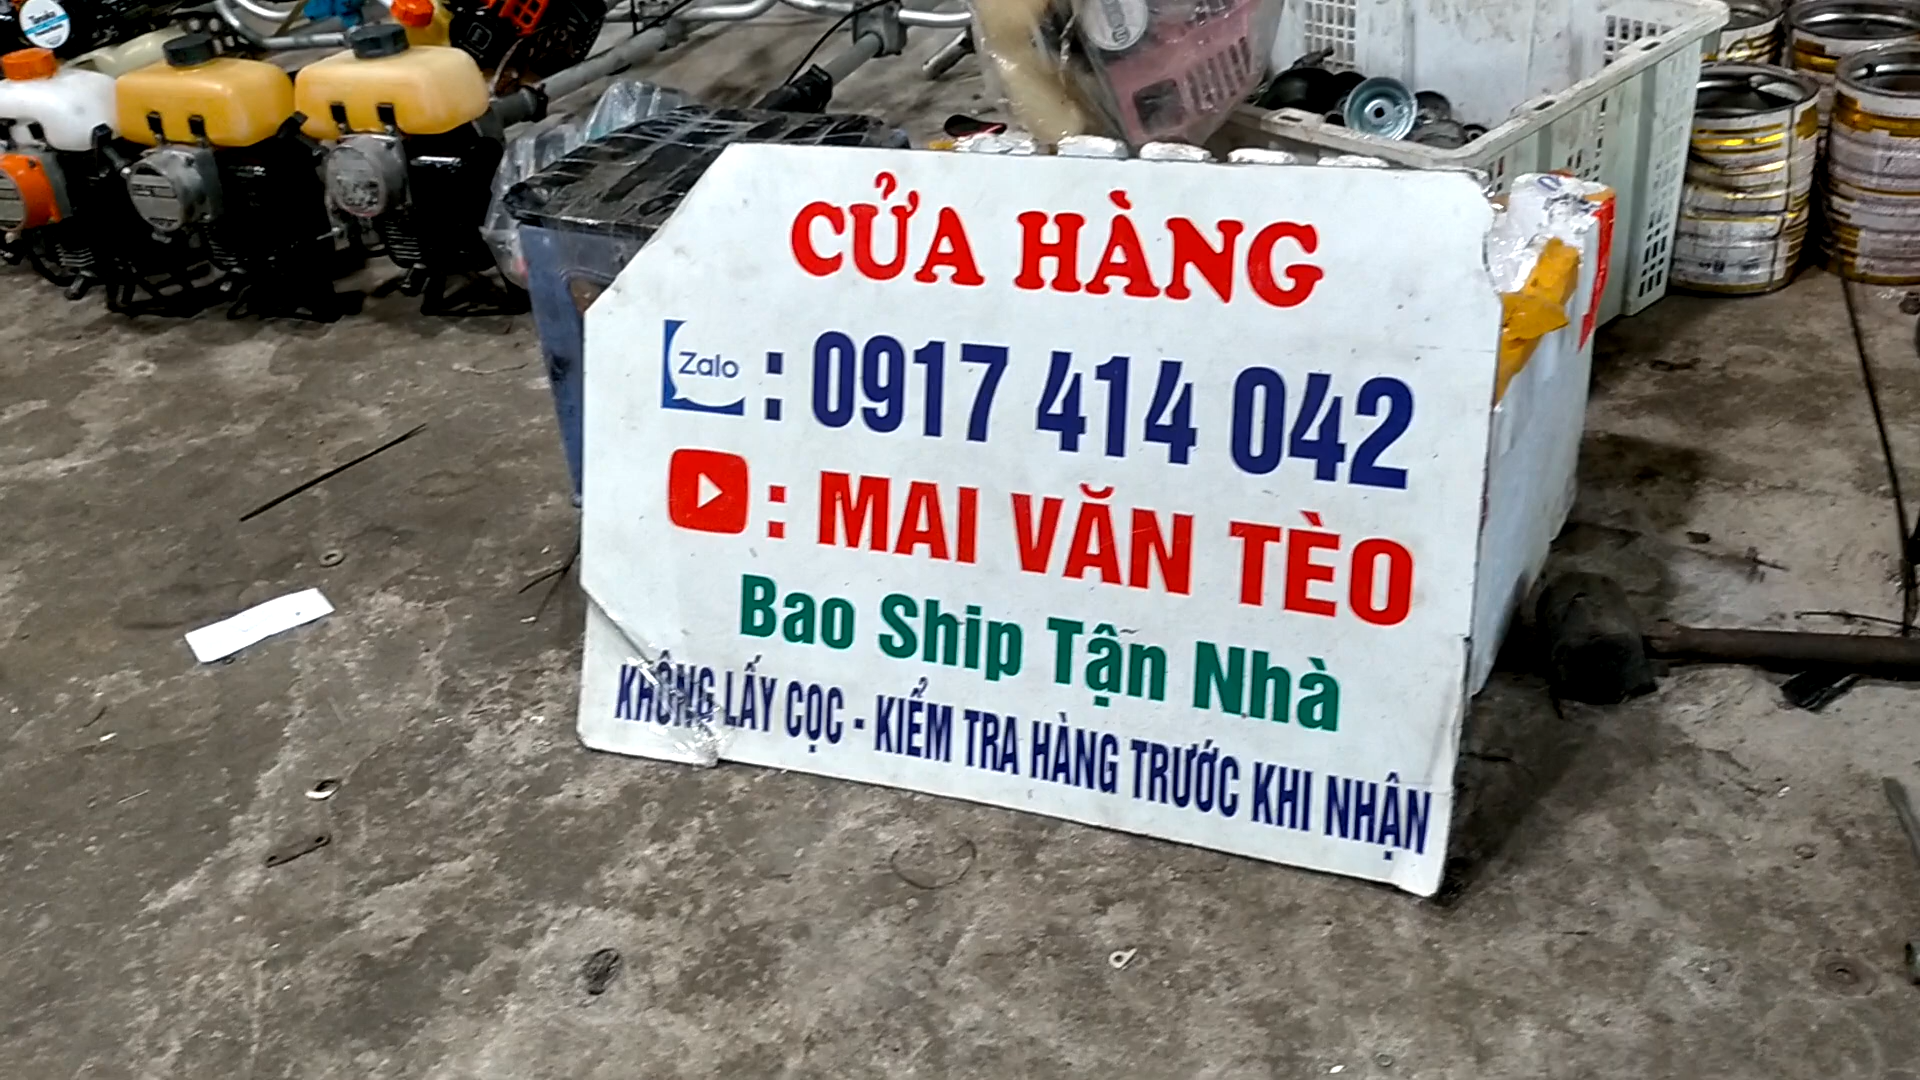 CỬA HÀNG
Zalo : 0917 414 042
: MAI VĂN TÈO
Bao Ship Tận Nhà
KHÔNG LẤY CỌC - KIỂM TRA HÀNG TRƯỚC KHI NHẬN